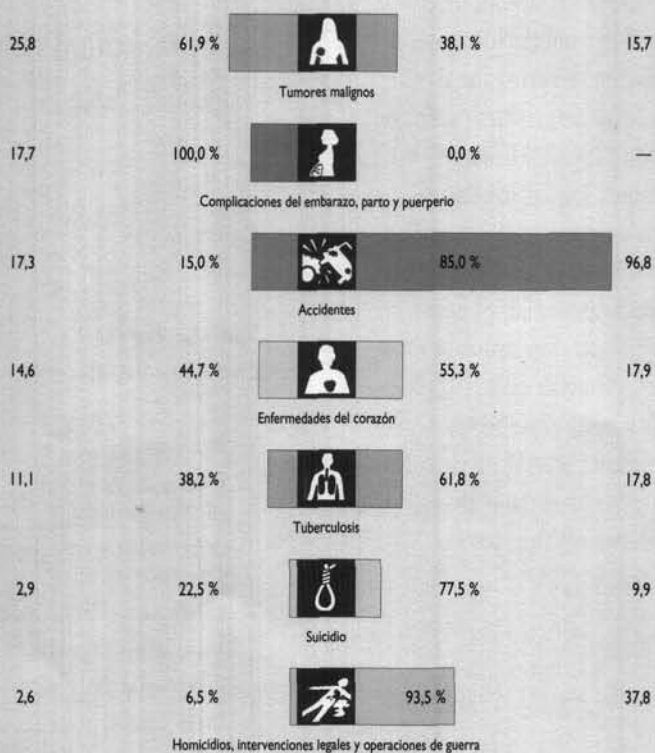 25,8 61,9 % 38,1 % 15,7
Tumores malignos
17,7 100,0 % 0,0 % —
Complicaciones del embarazo, parto y puerperio
17,3 15,0 % 85,0 % 96,8
Accidentes
14,6 44,7 % 55,3 % 17,9
Enfermedades del corazón
11,1 38,2 % 61,8 % 17,8
Tuberculosis
2,9 22,5 % 77,5 % 9,9
Suicidio
2,6 6,5 % 93,5 % 37,8
Homicidios, intervenciones legales y operaciones de guerra